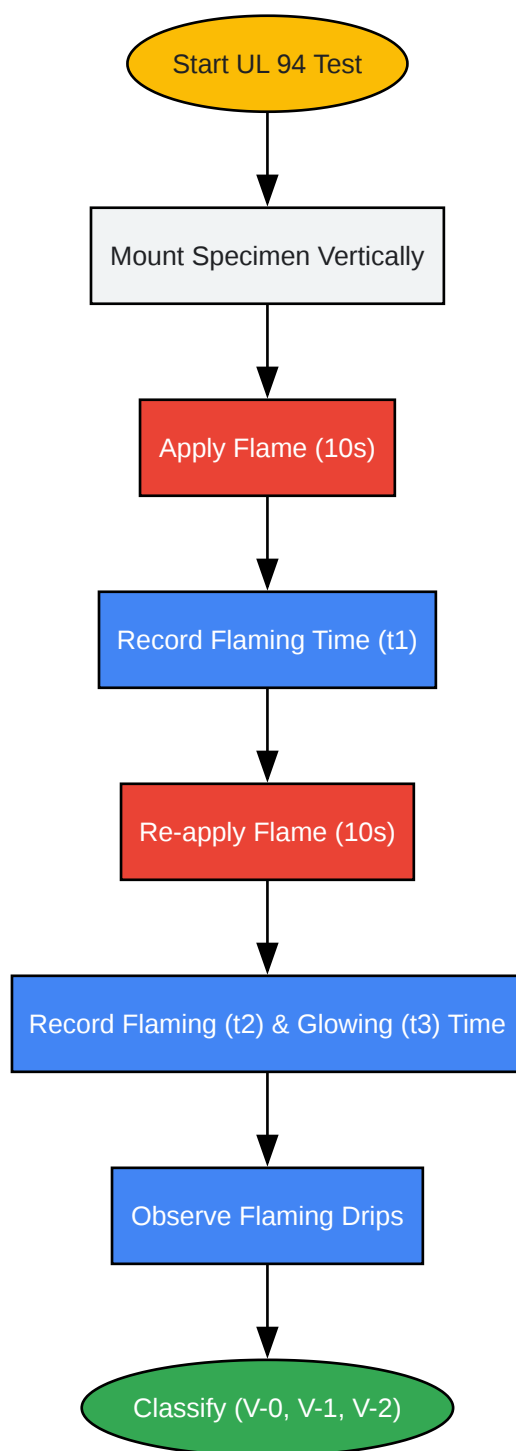 Start UL 94 Test
Mount Specimen Vertically
Apply Flame (10s)
Record Flaming Time (t1)
Re-apply Flame (10s)
Record Flaming (t2) & Glowing (t3) Time
Observe Flaming Drips
Classify (V-0, V-1, V-2)